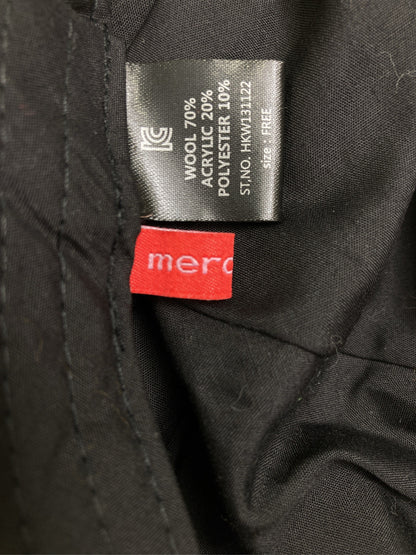 WOOL 70%
ACRYLIC 20%
POLYESTER 10%
ST.NO. HKW131122
size : FREE
merc